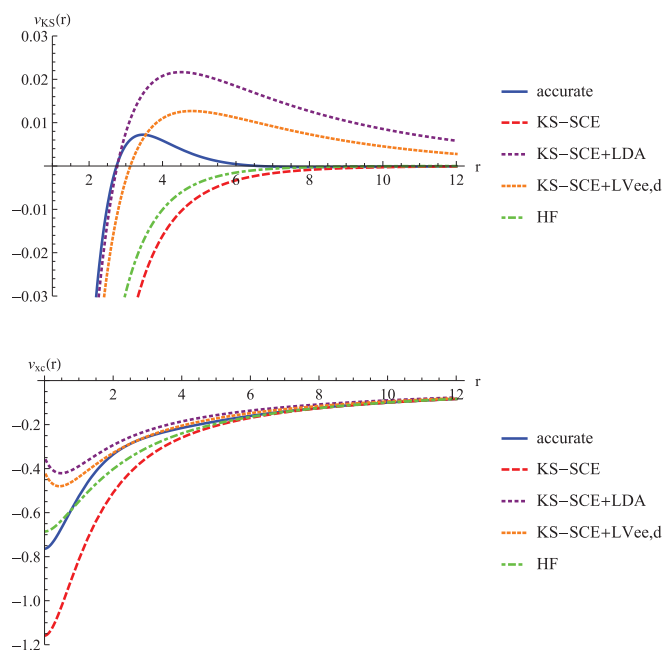 v_KS(r)
0.03
0.02
0.01
−0.01
−0.02
−0.03
2 4 6 8 10 12 r
accurate
KS−SCE
KS−SCE+LDA
KS−SCE+LVee,d
HF
v_xc(r)
2 4 6 8 10 12 r
−0.2
−0.4
−0.6
−0.8
−1.0
−1.2
accurate
KS−SCE
KS−SCE+LDA
KS−SCE+LVee,d
HF